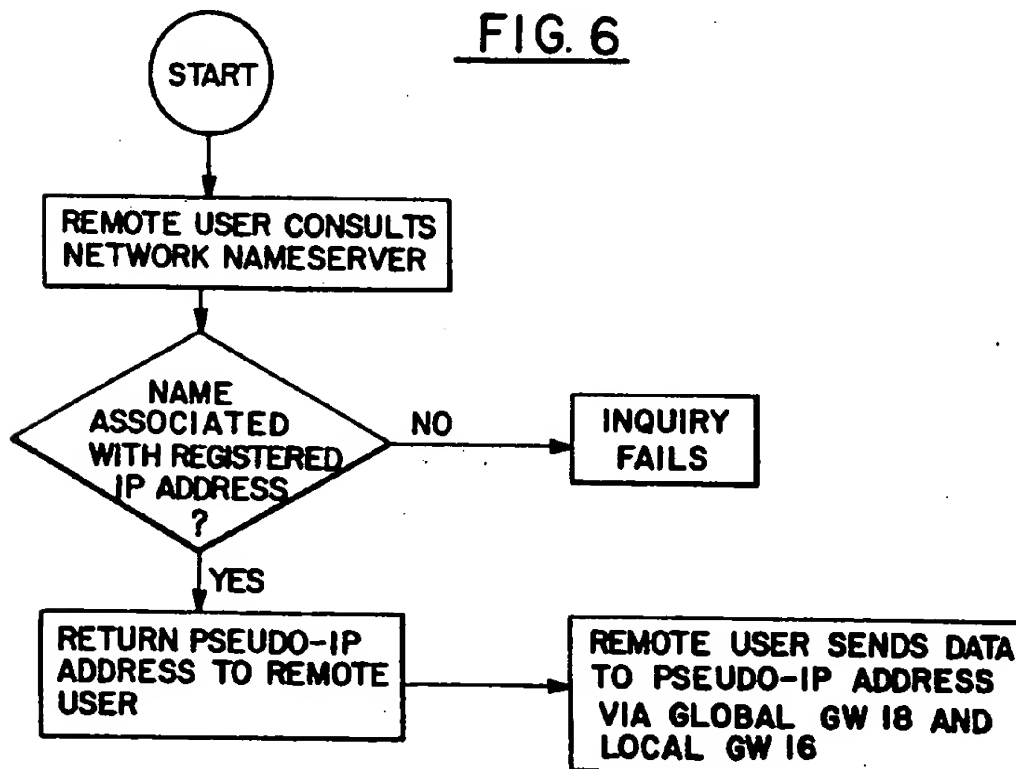 FIG. 6
START
REMOTE USER CONSULTS
NETWORK NAMESERVER
NAME
ASSOCIATED
WITH REGISTERED
IP ADDRESS
?
NO
INQUIRY
FAILS
YES
RETURN PSEUDO-IP
ADDRESS TO REMOTE
USER
REMOTE USER SENDS DATA
TO PSEUDO-IP ADDRESS
VIA GLOBAL GW 18 AND
LOCAL GW 16